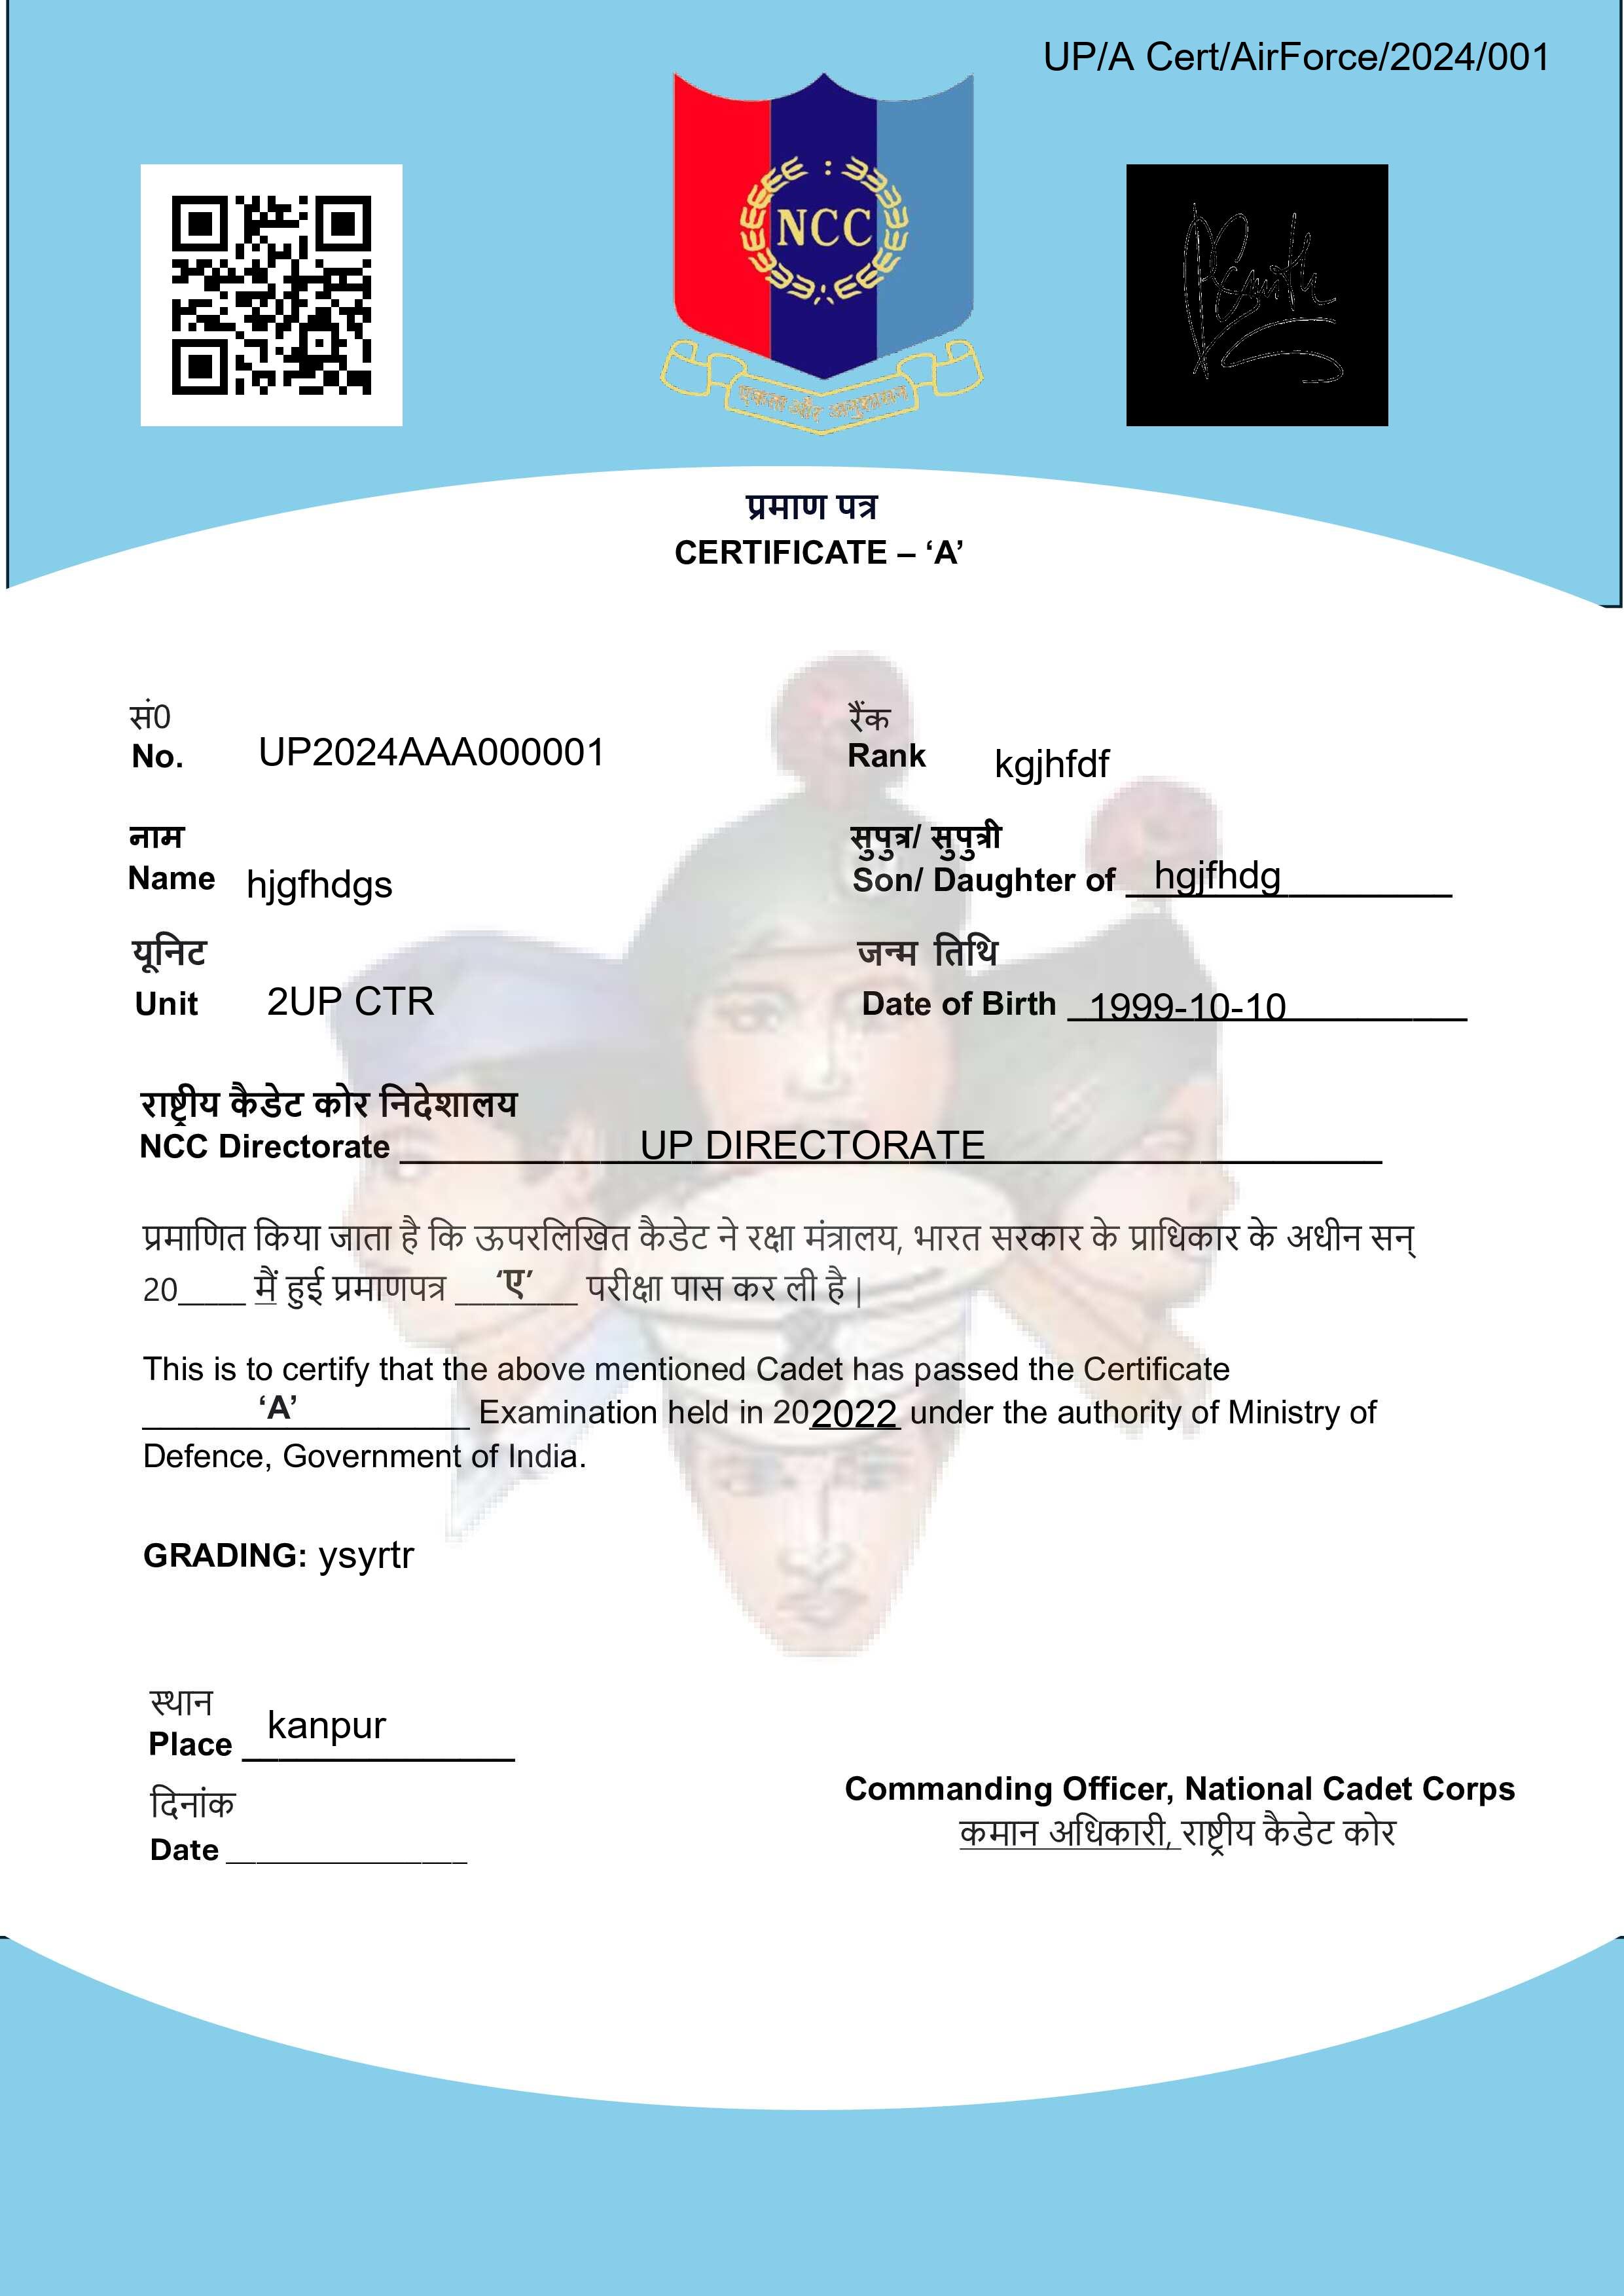 UP/A Cert/AirForce/2024/001
NCC
एकता और अनुशासन
प्रमाण पत्र
CERTIFICATE – ‘A’
सं0
No. UP2024AAA000001
रैंक
Rank kgjhfdf
नाम
Name hjgfhdgs
सुपुत्र/ सुपुत्री
Son/ Daughter of hgjfhdg
यूनिट
Unit 2UP CTR
जन्म तिथि
Date of Birth 1999-10-10
राष्ट्रीय कैडेट कोर निदेशालय
NCC Directorate UP DIRECTORATE
प्रमाणित किया जाता है कि ऊपरलिखित कैडेट ने रक्षा मंत्रालय, भारत सरकार के प्राधिकार के अधीन सन्
20____ मैं हुई प्रमाणपत्र ‘ए’ परीक्षा पास कर ली है |
This is to certify that the above mentioned Cadet has passed the Certificate
‘A’ Examination held in 202022 under the authority of Ministry of
Defence, Government of India.
GRADING: ysyrtr
स्थान
Place kanpur
दिनांक
Date ________________
Commanding Officer, National Cadet Corps
कमान अधिकारी, राष्ट्रीय कैडेट कोर